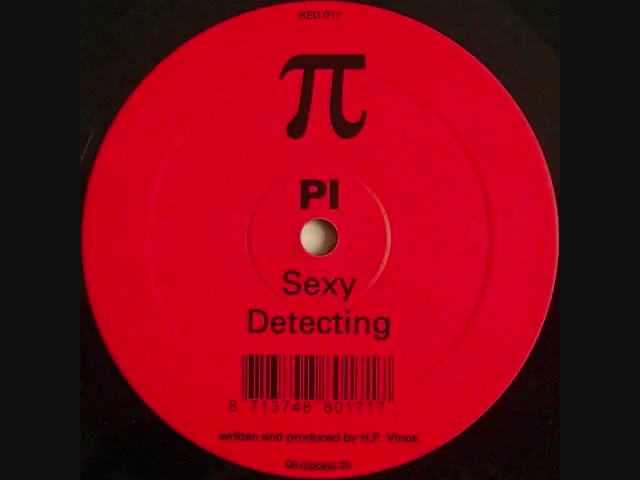 RED 017
π
PI
Sexy
Detecting
8 713748 801717
written and produced by H.P. Vince